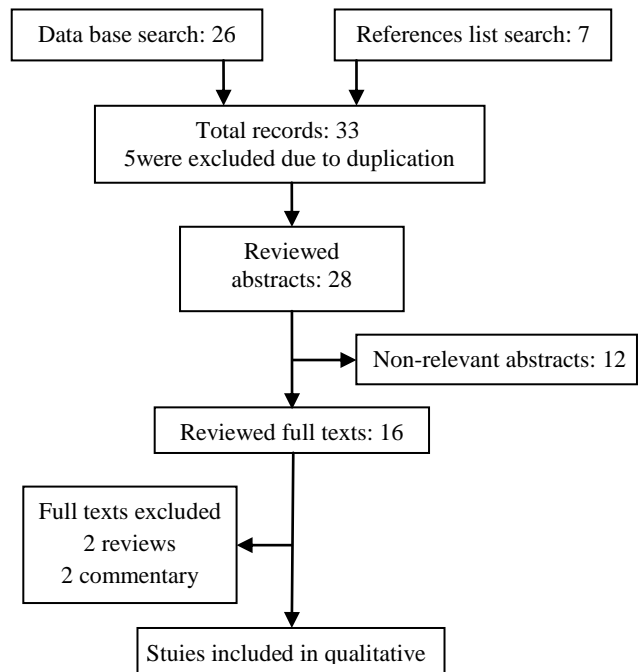 Data base search: 26
References list search: 7
Total records: 33
5were excluded due to duplication
Reviewed
abstracts: 28
Non-relevant abstracts: 12
Reviewed full texts: 16
Full texts excluded
2 reviews
2 commentary
Stuies included in qualitative